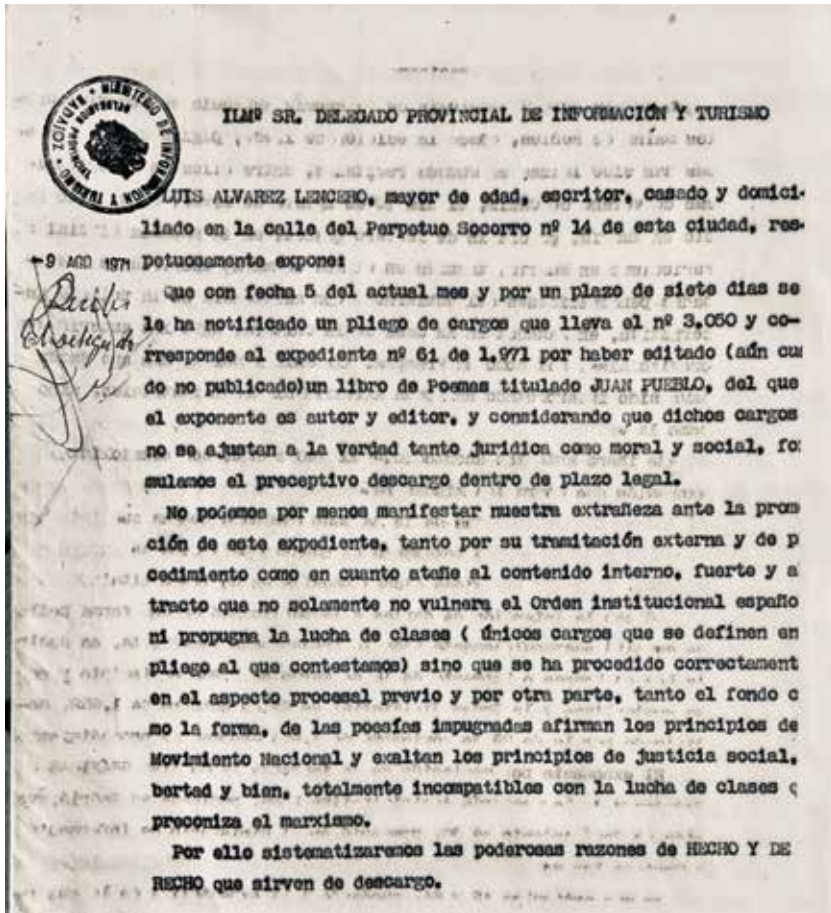 ILMº SR. DELEGADO PROVINCIAL DE INFORMACIÓN Y TURISMO
MINISTERIO DE INFORMACION Y TURISMO * BADAJOZ *
LUIS ALVAREZ LENCERO, mayor de edad, escritor, casado y domici-
liado en la calle del Perpetuo Socorro nº 14 de esta ciudad, res-
-9 AGO 1971
petuosamente expone:
Que con fecha 5 del actual mes y por un plazo de siete dias se
le ha notificado un pliego de cargos que lleva el nº 3,050 y co-
rresponde al expediente nº 61 de 1,971 por haber editado (aún cua
do no publicado)un libro de Poemas titulado JUAN PUEBLO, del que
el exponente es autor y editor, y considerando que dichos cargos
no se ajustan a la verdad tanto juridica como moral y social, for
mulamos el preceptivo descargo dentro de plazo legal.
No podemos por menos manifestar nuestra extrañeza ante la prom
ción de este expediente, tanto por su tramitación externa y de p
cedimiento como en cuanto atañe al contenido interno, fuerte y a
tracto que no solamente no vulnera el Orden institucional españo
ni propugna la lucha de clases ( únicos cargos que se definen en
pliego al que contestamos) sino que se ha procedido correctament
en el aspecto procesal previo y por otra parte, tanto el fondo c
mo la forma, de las poesías impugnadas afirman los principios de
Movimiento Nacional y exaltan los principios de justicia social,
bertad y bien, totalmente incompatibles con la lucha de clases q
preconiza el marxismo.
Por ello sistematizaremos las poderosas razones de HECHO Y DE
RECHO que sirven de descargo.